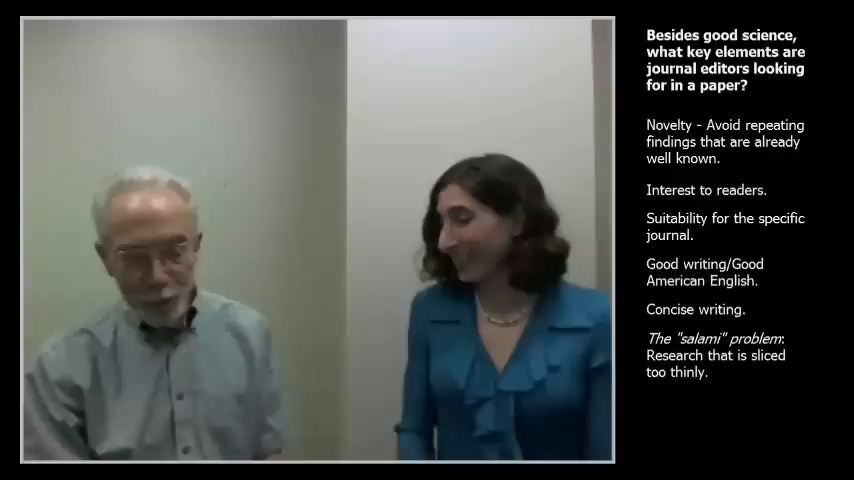 Besides good science,
what key elements are
journal editors looking
for in a paper?
Novelty - Avoid repeating
findings that are already
well known.
Interest to readers.
Suitability for the specific
journal.
Good writing/Good
American English.
Concise writing.
The "salami" problem:
Research that is sliced
too thinly.